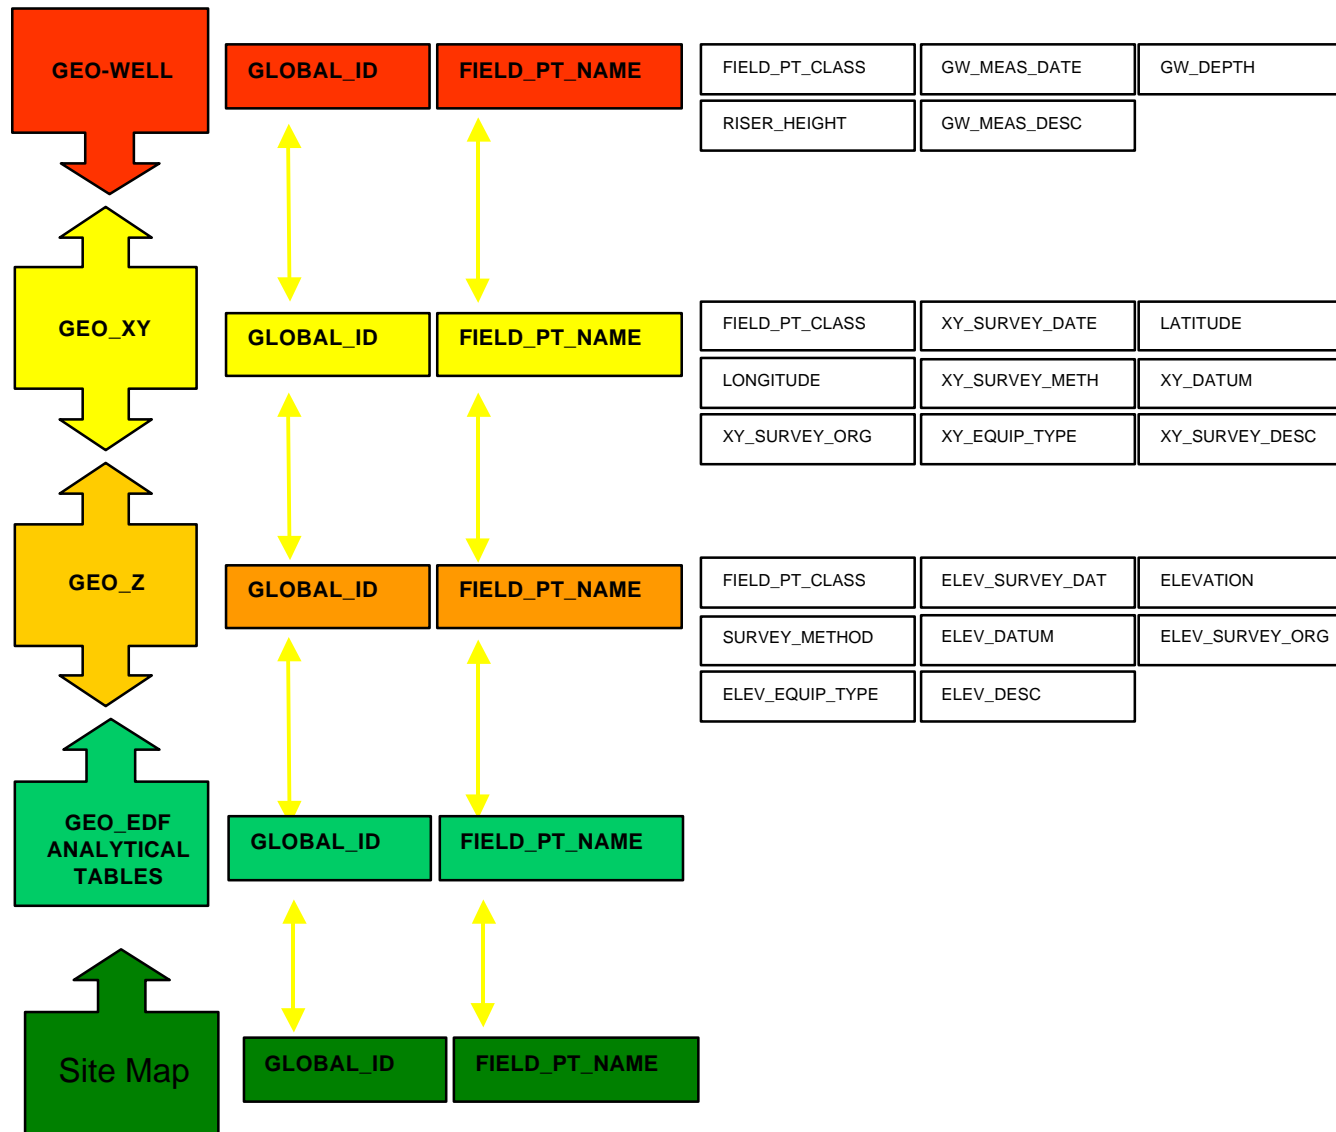 GEO-WELL
GLOBAL_ID
FIELD_PT_NAME
FIELD_PT_CLASS
GW_MEAS_DATE
GW_DEPTH
RISER_HEIGHT
GW_MEAS_DESC
GEO_XY
GLOBAL_ID
FIELD_PT_NAME
FIELD_PT_CLASS
XY_SURVEY_DATE
LATITUDE
LONGITUDE
XY_SURVEY_METH
XY_DATUM
XY_SURVEY_ORG
XY_EQUIP_TYPE
XY_SURVEY_DESC
GEO_Z
GLOBAL_ID
FIELD_PT_NAME
FIELD_PT_CLASS
ELEV_SURVEY_DAT
ELEVATION
SURVEY_METHOD
ELEV_DATUM
ELEV_SURVEY_ORG
ELEV_EQUIP_TYPE
ELEV_DESC
GEO_EDF
ANALYTICAL
TABLES
GLOBAL_ID
FIELD_PT_NAME
Site Map
GLOBAL_ID
FIELD_PT_NAME